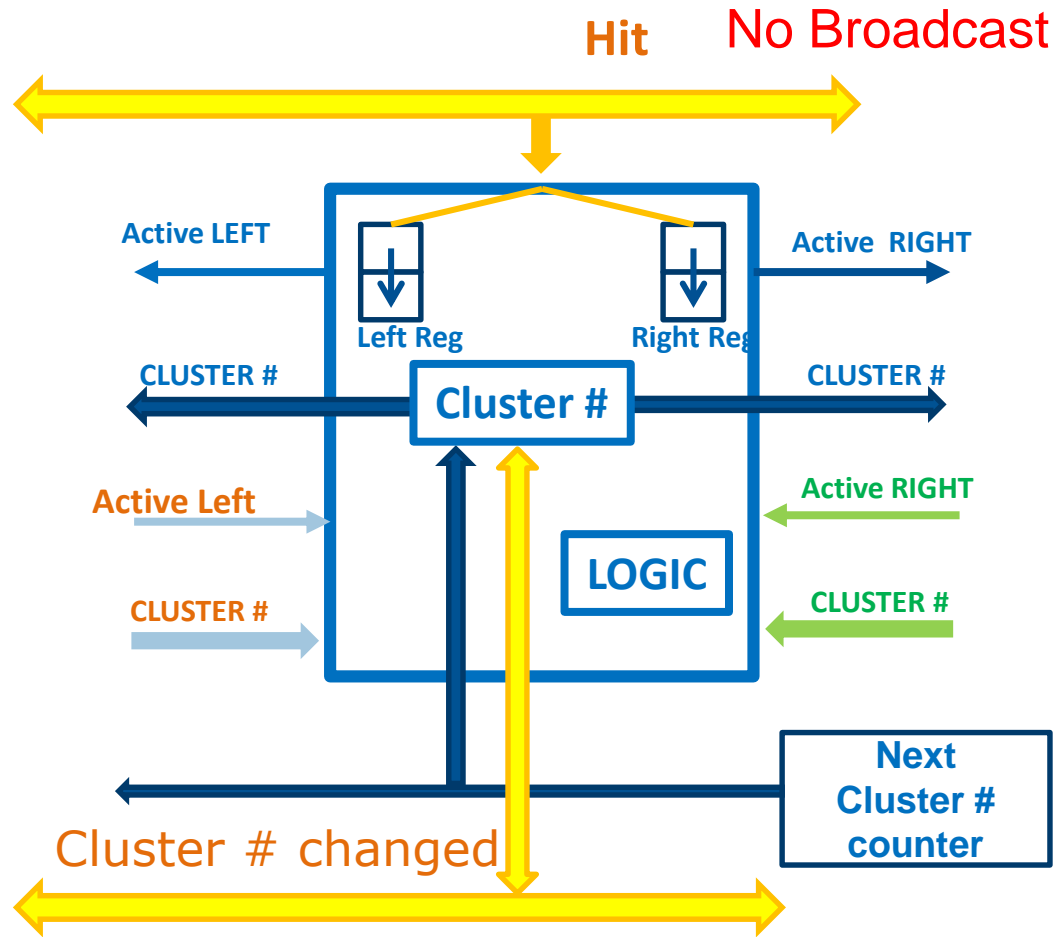 Hit
No Broadcast
Active LEFT
Active RIGHT
Left Reg
Right Reg
CLUSTER #
Cluster #
CLUSTER #
Active Left
Active RIGHT
LOGIC
CLUSTER #
CLUSTER #
Next
Cluster #
counter
Cluster # changed